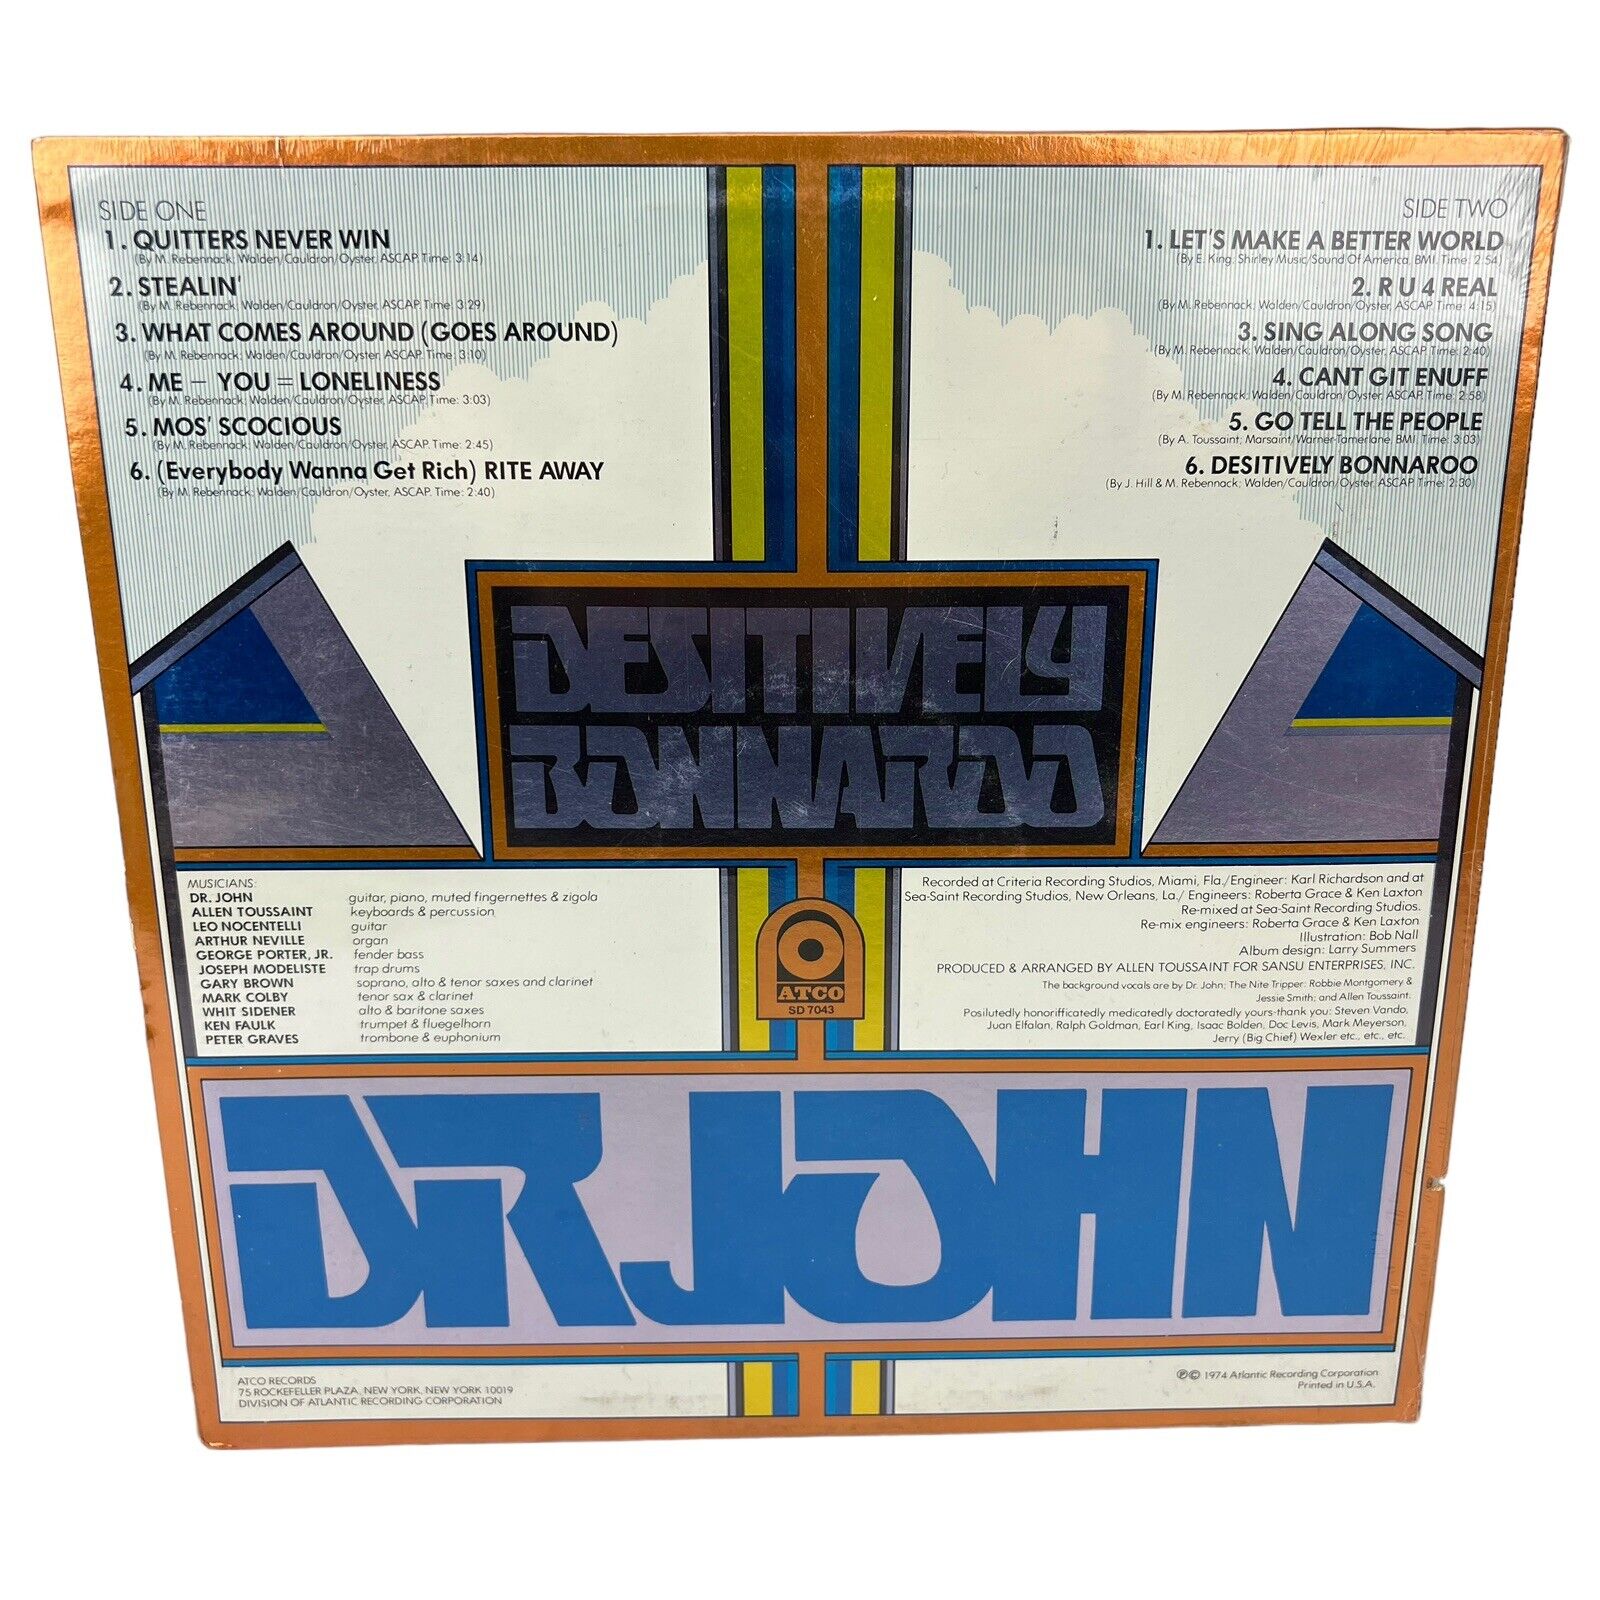 SIDE ONE
1. QUITTERS NEVER WIN
(By M. Rebennack; Walden/Cauldron/Oyster, ASCAP. Time: 3:14)
2. STEALIN'
(By M. Rebennack; Walden/Cauldron/Oyster, ASCAP. Time: 3:29)
3. WHAT COMES AROUND (GOES AROUND)
(By M. Rebennack; Walden/Cauldron/Oyster, ASCAP. Time: 3:10)
4. ME – YOU = LONELINESS
(By M. Rebennack; Walden/Cauldron/Oyster, ASCAP. Time: 3:03)
5. MOS' SCOCIOUS
(By M. Rebennack; Walden/Cauldron/Oyster, ASCAP. Time: 2:45)
6. (Everybody Wanna Get Rich) RITE AWAY
(By M. Rebennack; Walden/Cauldron/Oyster, ASCAP. Time: 2:40)
SIDE TWO
1. LET'S MAKE A BETTER WORLD
(By E. King; Shirley Music/Sound Of America, BMI. Time: 2:54)
2. R U 4 REAL
(By M. Rebennack; Walden/Cauldron/Oyster, ASCAP. Time: 4:15)
3. SING ALONG SONG
(By M. Rebennack; Walden/Cauldron/Oyster, ASCAP. Time: 2:40)
4. CANT GIT ENUFF
(By M. Rebennack; Walden/Cauldron/Oyster, ASCAP. Time: 2:58)
5. GO TELL THE PEOPLE
(By A. Toussaint; Marsaint/Warner-Tamerlane, BMI. Time: 3:03)
6. DESITIVELY BONNAROO
(By J. Hill & M. Rebennack; Walden/Cauldron/Oyster, ASCAP. Time: 2:30)
DESITIVELY
BONNAROO
MUSICIANS:
DR. JOHN guitar, piano, muted fingernettes & zigola
ALLEN TOUSSAINT keyboards & percussion
LEO NOCENTELLI guitar
ARTHUR NEVILLE organ
GEORGE PORTER, JR. fender bass
JOSEPH MODELISTE trap drums
GARY BROWN soprano, alto & tenor saxes and clarinet
MARK COLBY tenor sax & clarinet
WHIT SIDENER alto & baritone saxes
KEN FAULK trumpet & fluegelhorn
PETER GRAVES trombone & euphonium
ATCO
SD 7043
Recorded at Criteria Recording Studios, Miami, Fla./Engineer: Karl Richardson and at
Sea-Saint Recording Studios, New Orleans, La./ Engineers: Roberta Grace & Ken Laxton
Re-mixed at Sea-Saint Recording Studios.
Re-mix engineers: Roberta Grace & Ken Laxton
Illustration: Bob Nall
Album design: Larry Summers
PRODUCED & ARRANGED BY ALLEN TOUSSAINT FOR SANSU ENTERPRISES, INC.
The background vocals are by Dr. John; The Nite Tripper: Robbie Montgomery &
Jessie Smith; and Allen Toussaint.
Posilutedly honorifficatedly medicatedly doctoratedly yours-thank you: Steven Vando,
Juan Elfalan, Ralph Goldman, Earl King, Isaac Bolden, Doc Levis, Mark Meyerson,
Jerry (Big Chief) Wexler etc., etc., etc.
DR JOHN
ATCO RECORDS
75 ROCKEFELLER PLAZA, NEW YORK, NEW YORK 10019
DIVISION OF ATLANTIC RECORDING CORPORATION
℗© 1974 Atlantic Recording Corporation
Printed in U.S.A.